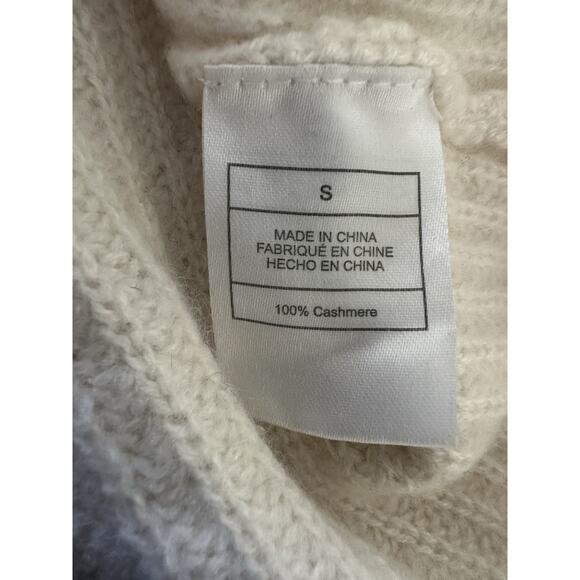 S
MADE IN CHINA
FABRIQUÉ EN CHINE
HECHO EN CHINA
100% Cashmere